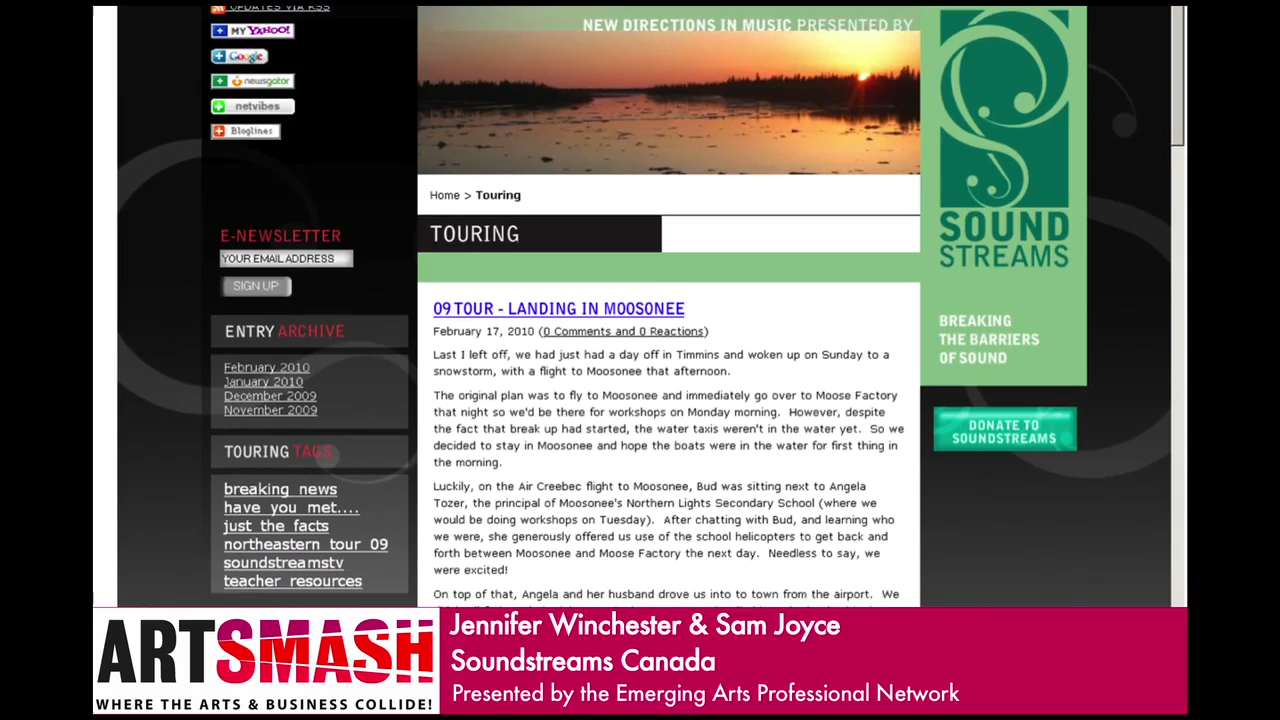 UPDATES VIA RSS
MY YAHOO!
Google
newsgator
netvibes
Bloglines
E-NEWSLETTER
YOUR EMAIL ADDRESS
SIGN UP
ENTRY ARCHIVE
February 2010
January 2010
December 2009
November 2009
TOURING TAGS
breaking news
have you met....
just the facts
northeastern tour 09
soundstreamstv
teacher resources
NEW DIRECTIONS IN MUSIC PRESENTED BY
Home > Touring
TOURING
09 TOUR - LANDING IN MOOSONEE
February 17, 2010 (0 Comments and 0 Reactions)
Last I left off, we had just had a day off in Timmins and woken up on Sunday to a
snowstorm, with a flight to Moosonee that afternoon.
The original plan was to fly to Moosonee and immediately go over to Moose Factory
that night so we'd be there for workshops on Monday morning. However, despite
the fact that break up had started, the water taxis weren't in the water yet. So we
decided to stay in Moosonee and hope the boats were in the water for first thing in
the morning.
Luckily, on the Air Creebec flight to Moosonee, Bud was sitting next to Angela
Tozer, the principal of Moosonee's Northern Lights Secondary School (where we
would be doing workshops on Tuesday). After chatting with Bud, and learning who
we were, she generously offered us use of the school helicopters to get back and
forth between Moosonee and Moose Factory the next day. Needless to say, we
were excited!
On top of that, Angela and her husband drove us into to town from the airport. We
SOUND
STREAMS
BREAKING
THE BARRIERS
OF SOUND
DONATE TO
SOUNDSTREAMS
ARTSMASH
WHERE THE ARTS & BUSINESS COLLIDE!
Jennifer Winchester & Sam Joyce
Soundstreams Canada
Presented by the Emerging Arts Professional Network